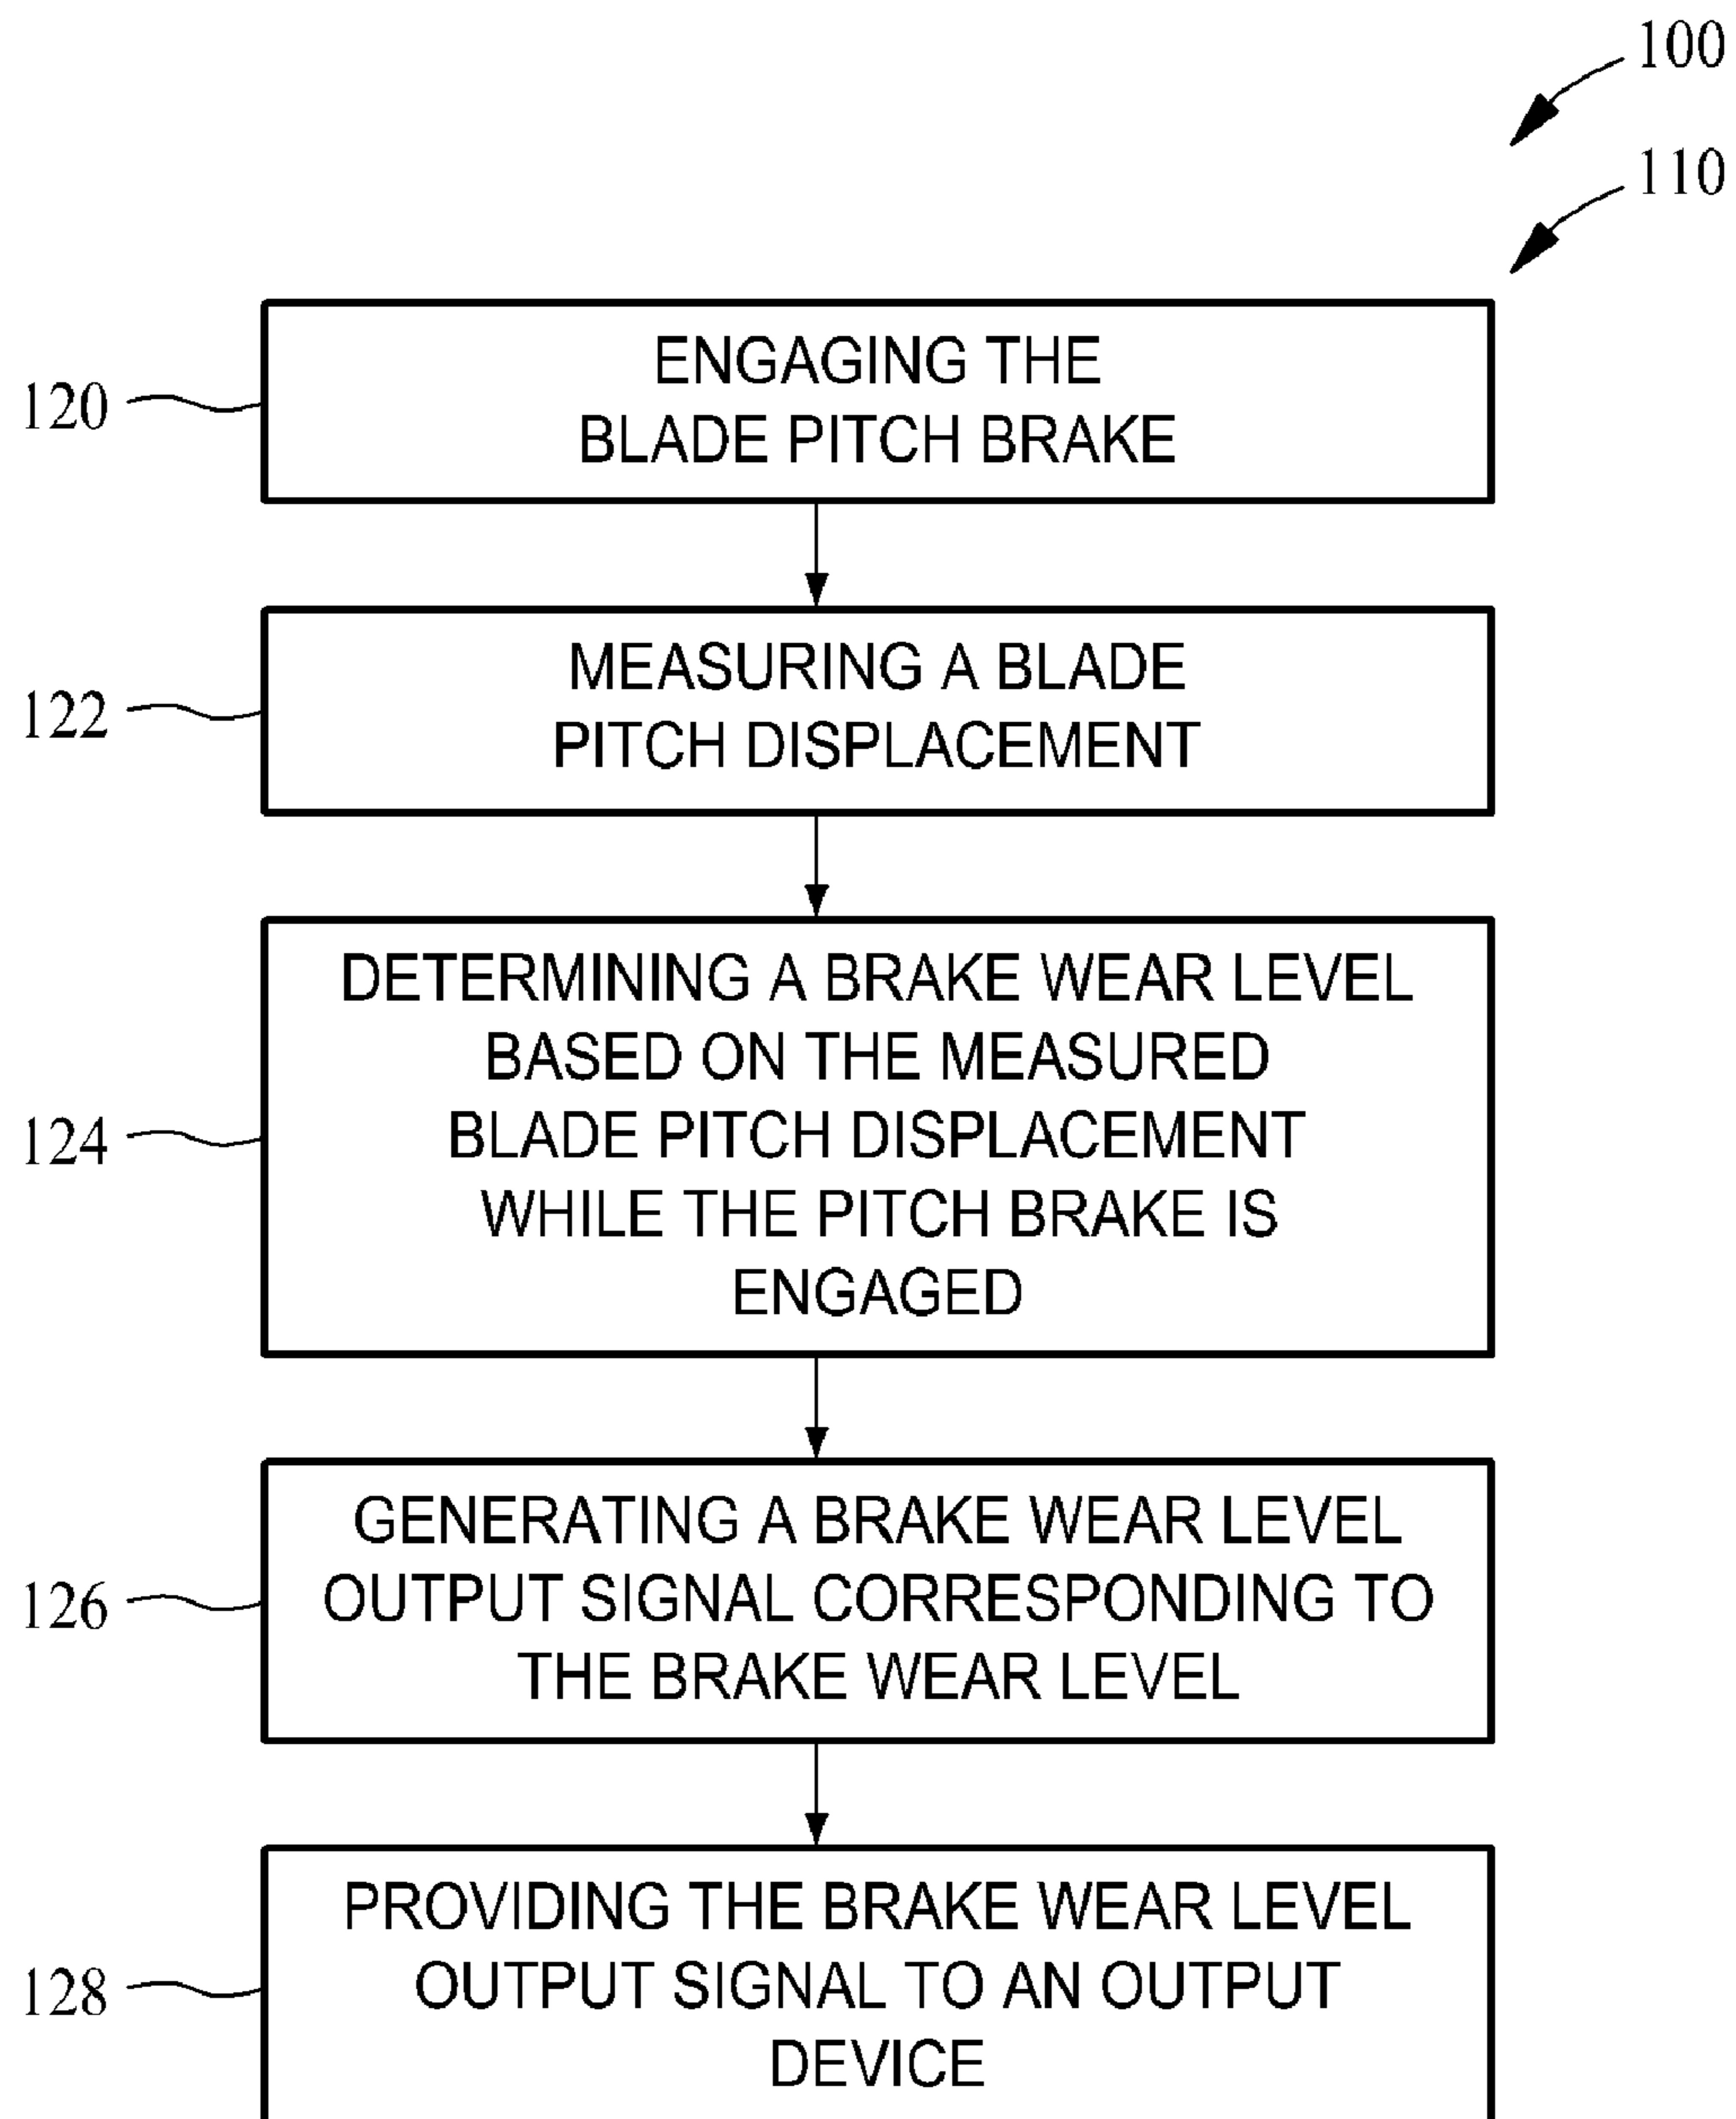 100
110
120
ENGAGING THE
BLADE PITCH BRAKE
122
MEASURING A BLADE
PITCH DISPLACEMENT
124
DETERMINING A BRAKE WEAR LEVEL
BASED ON THE MEASURED
BLADE PITCH DISPLACEMENT
WHILE THE PITCH BRAKE IS
ENGAGED
126
GENERATING A BRAKE WEAR LEVEL
OUTPUT SIGNAL CORRESPONDING TO
THE BRAKE WEAR LEVEL
128
PROVIDING THE BRAKE WEAR LEVEL
OUTPUT SIGNAL TO AN OUTPUT
DEVICE